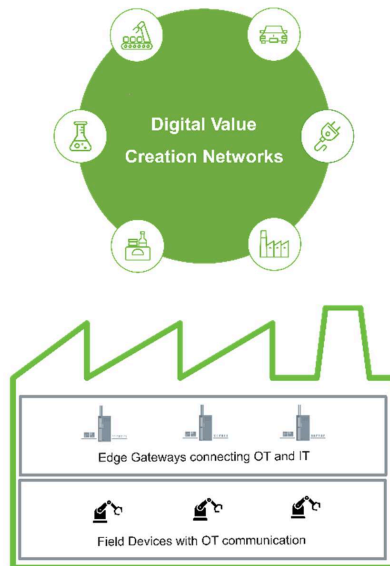 Digital Value
Creation Networks
Edge Gateways connecting OT and IT
Field Devices with OT communication